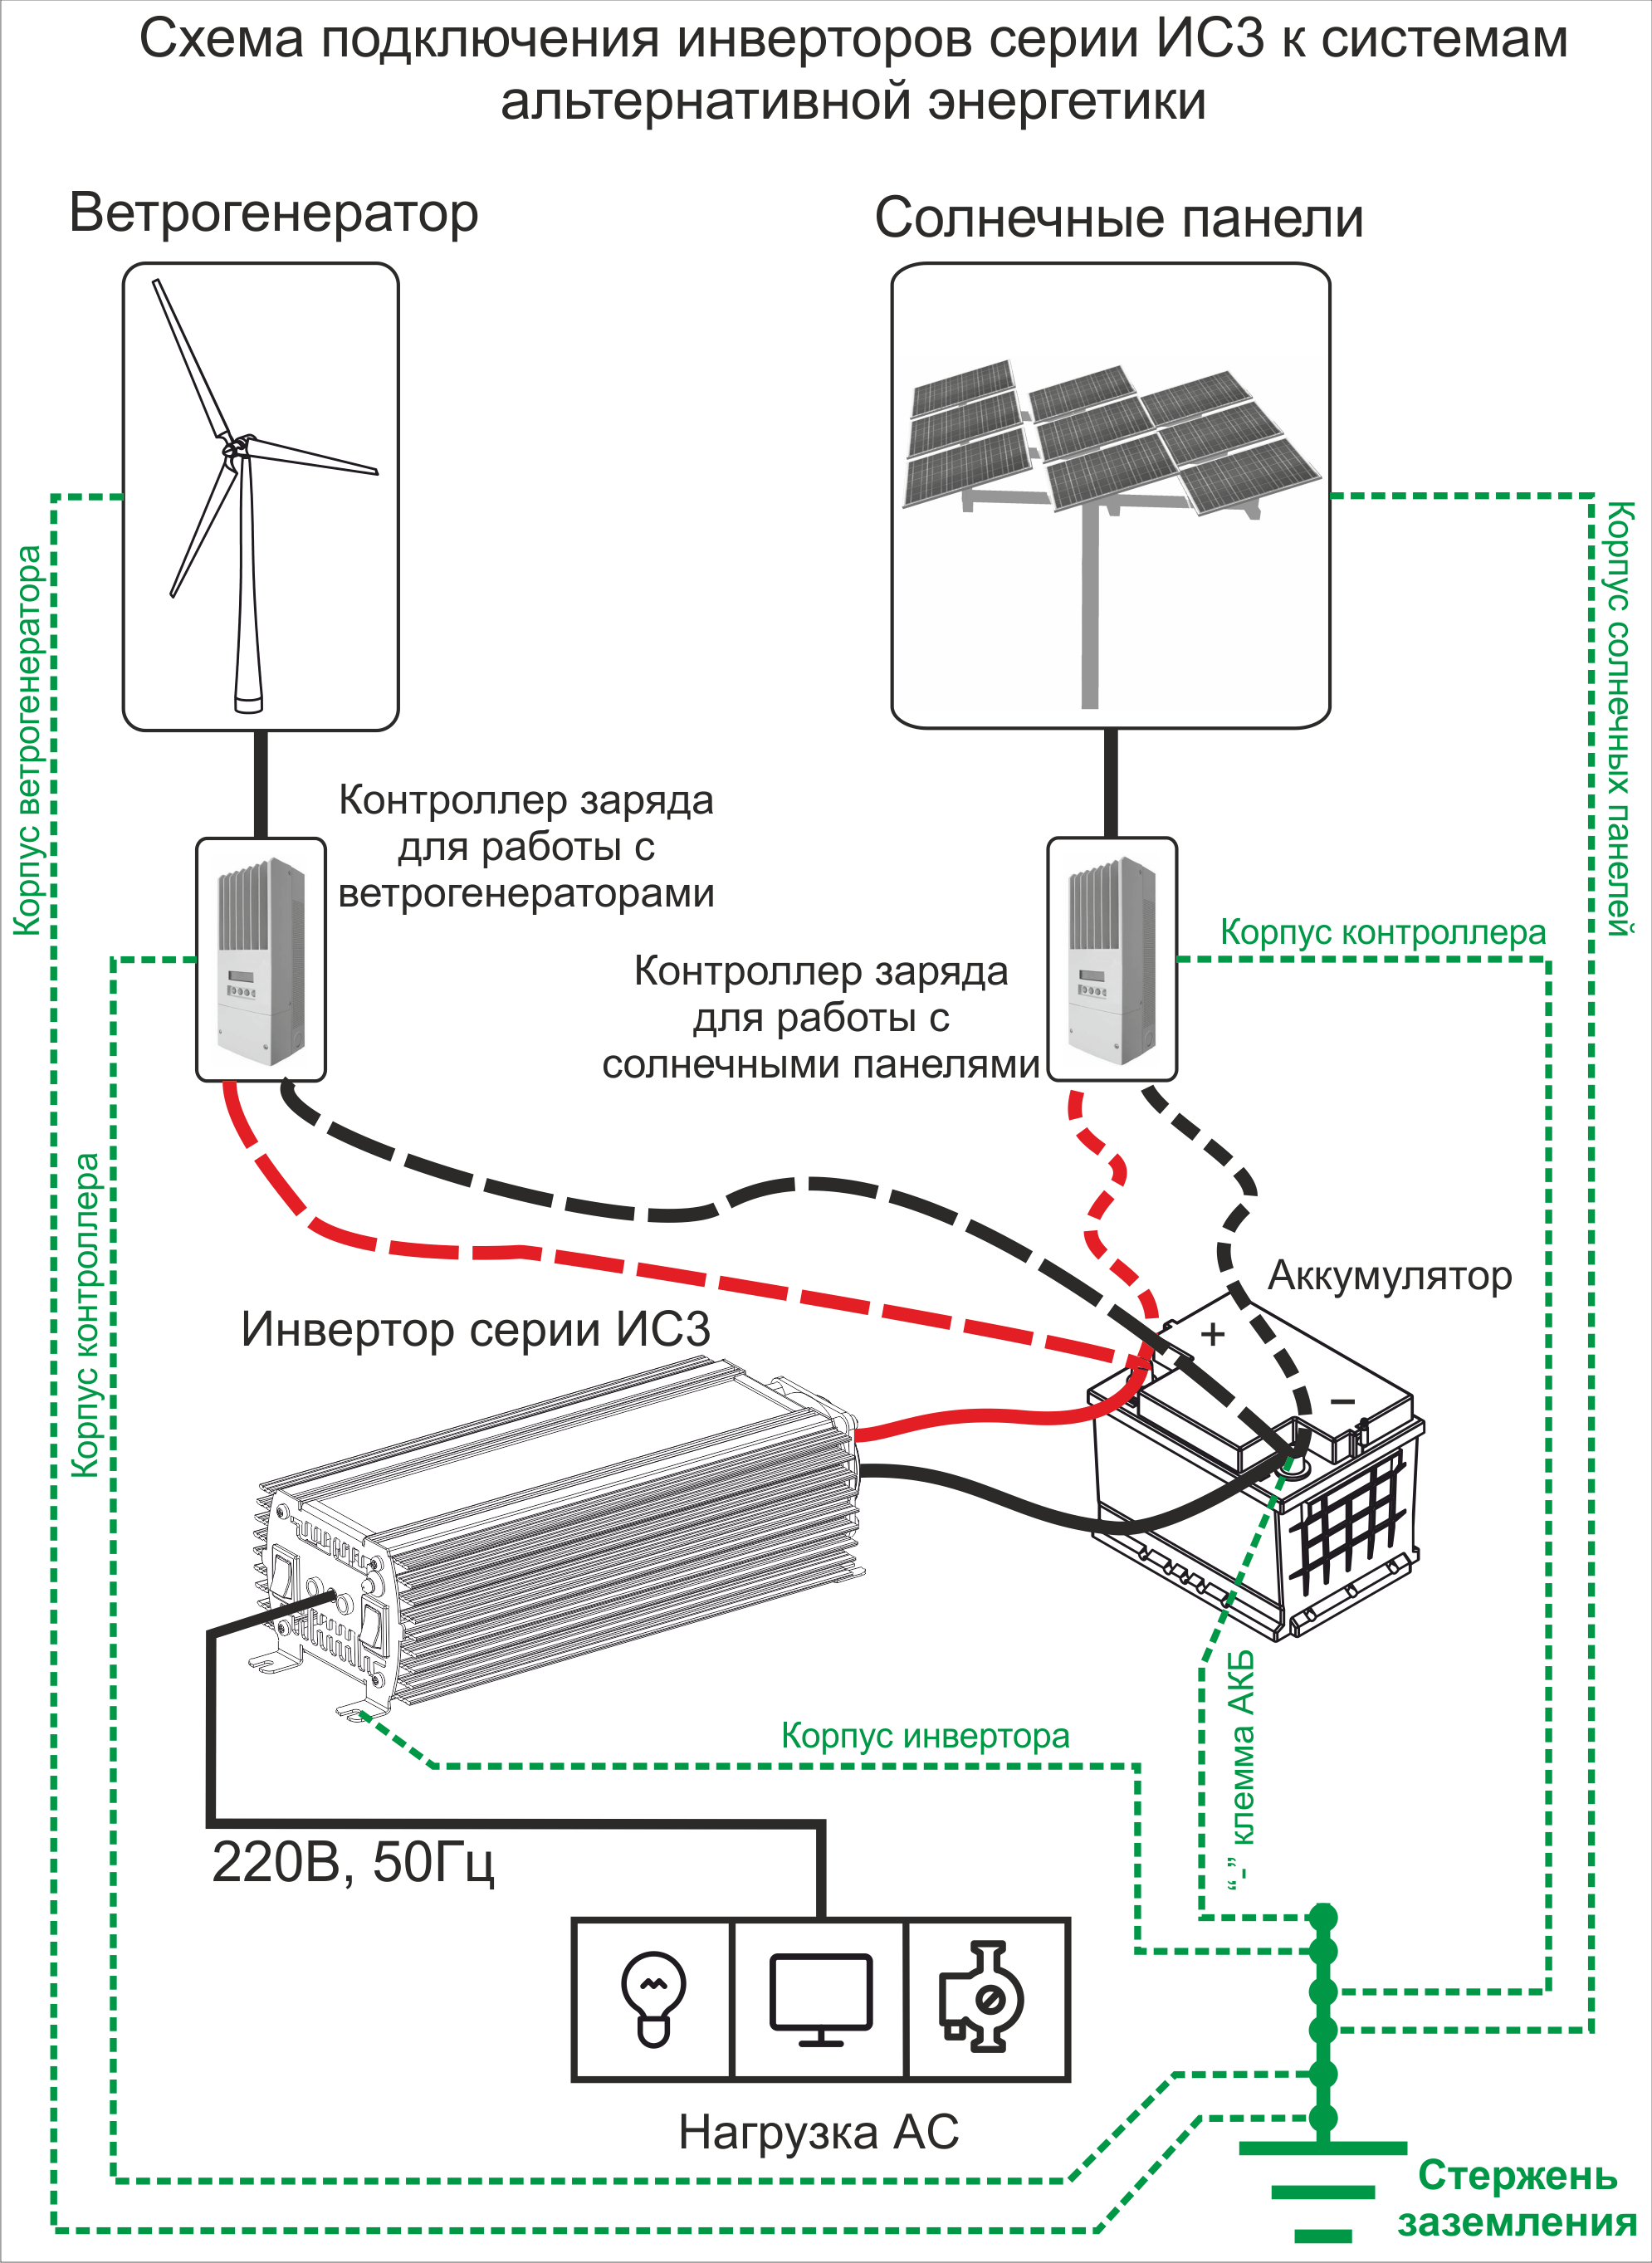 Схема подключения инверторов серии ИС3 к системам
альтернативной энергетики
Ветрогенератор
Солнечные панели
Корпус ветрогенератора
Корпус солнечных панелей
Контроллер заряда
для работы с
ветрогенераторами
Корпус контроллера
Контроллер заряда
для работы с
солнечными панелями
Корпус контроллера
Аккумулятор
+
−
Инвертор серии ИС3
Корпус инвертора
“-” клемма АКБ
220В, 50Гц
Нагрузка АС
Стержень
заземления